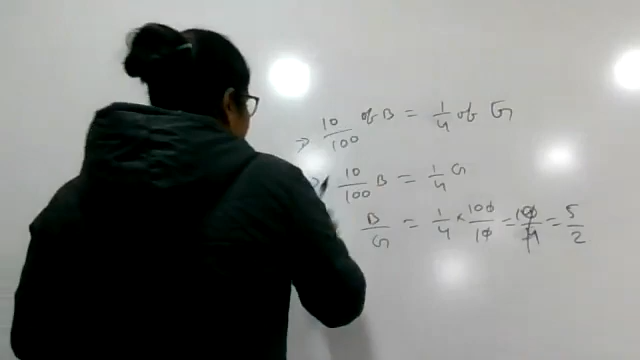 → 10/100 of B = 1/4 of G
→ 10/100 B = 1/4 G
B/G = 1/4 × 100/10 = 10/4 = 5/2